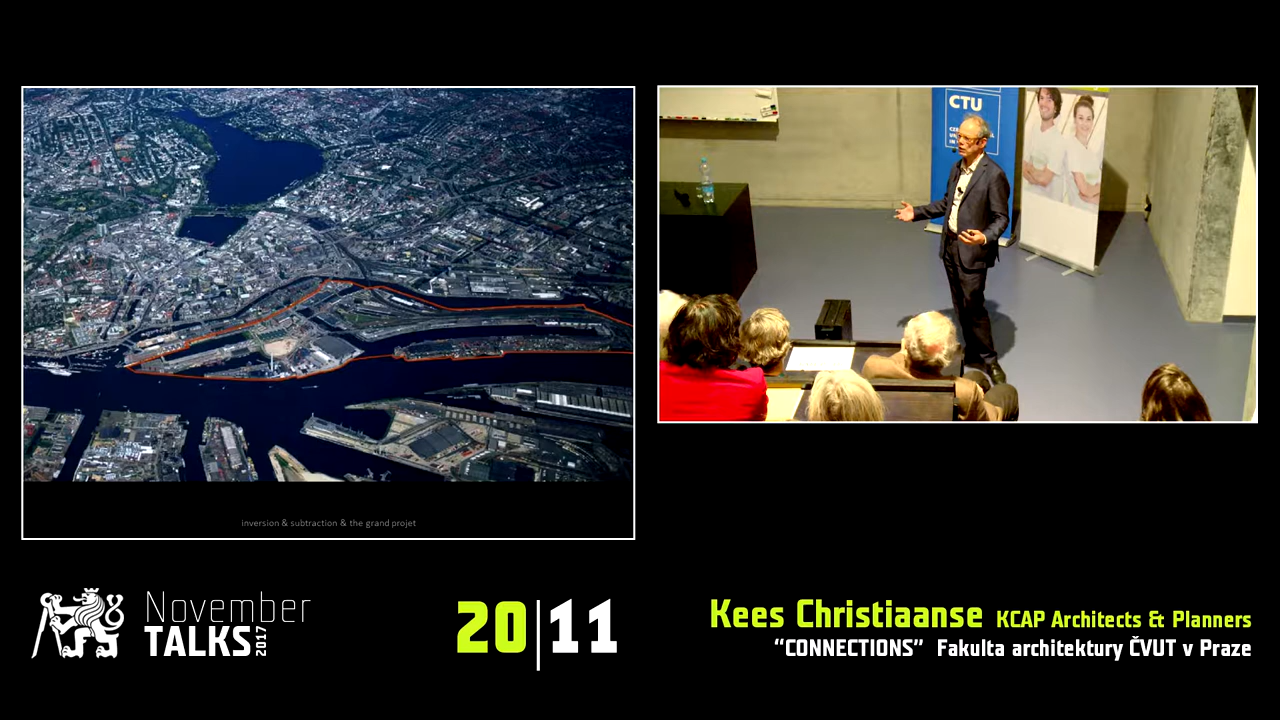 CTU
inversion & subtraction & the grand projet
November
TALKS 2017
20|11
Kees Christiaanse KCAP Architects & Planners
“CONNECTIONS” Fakulta architektury ČVUT v Praze